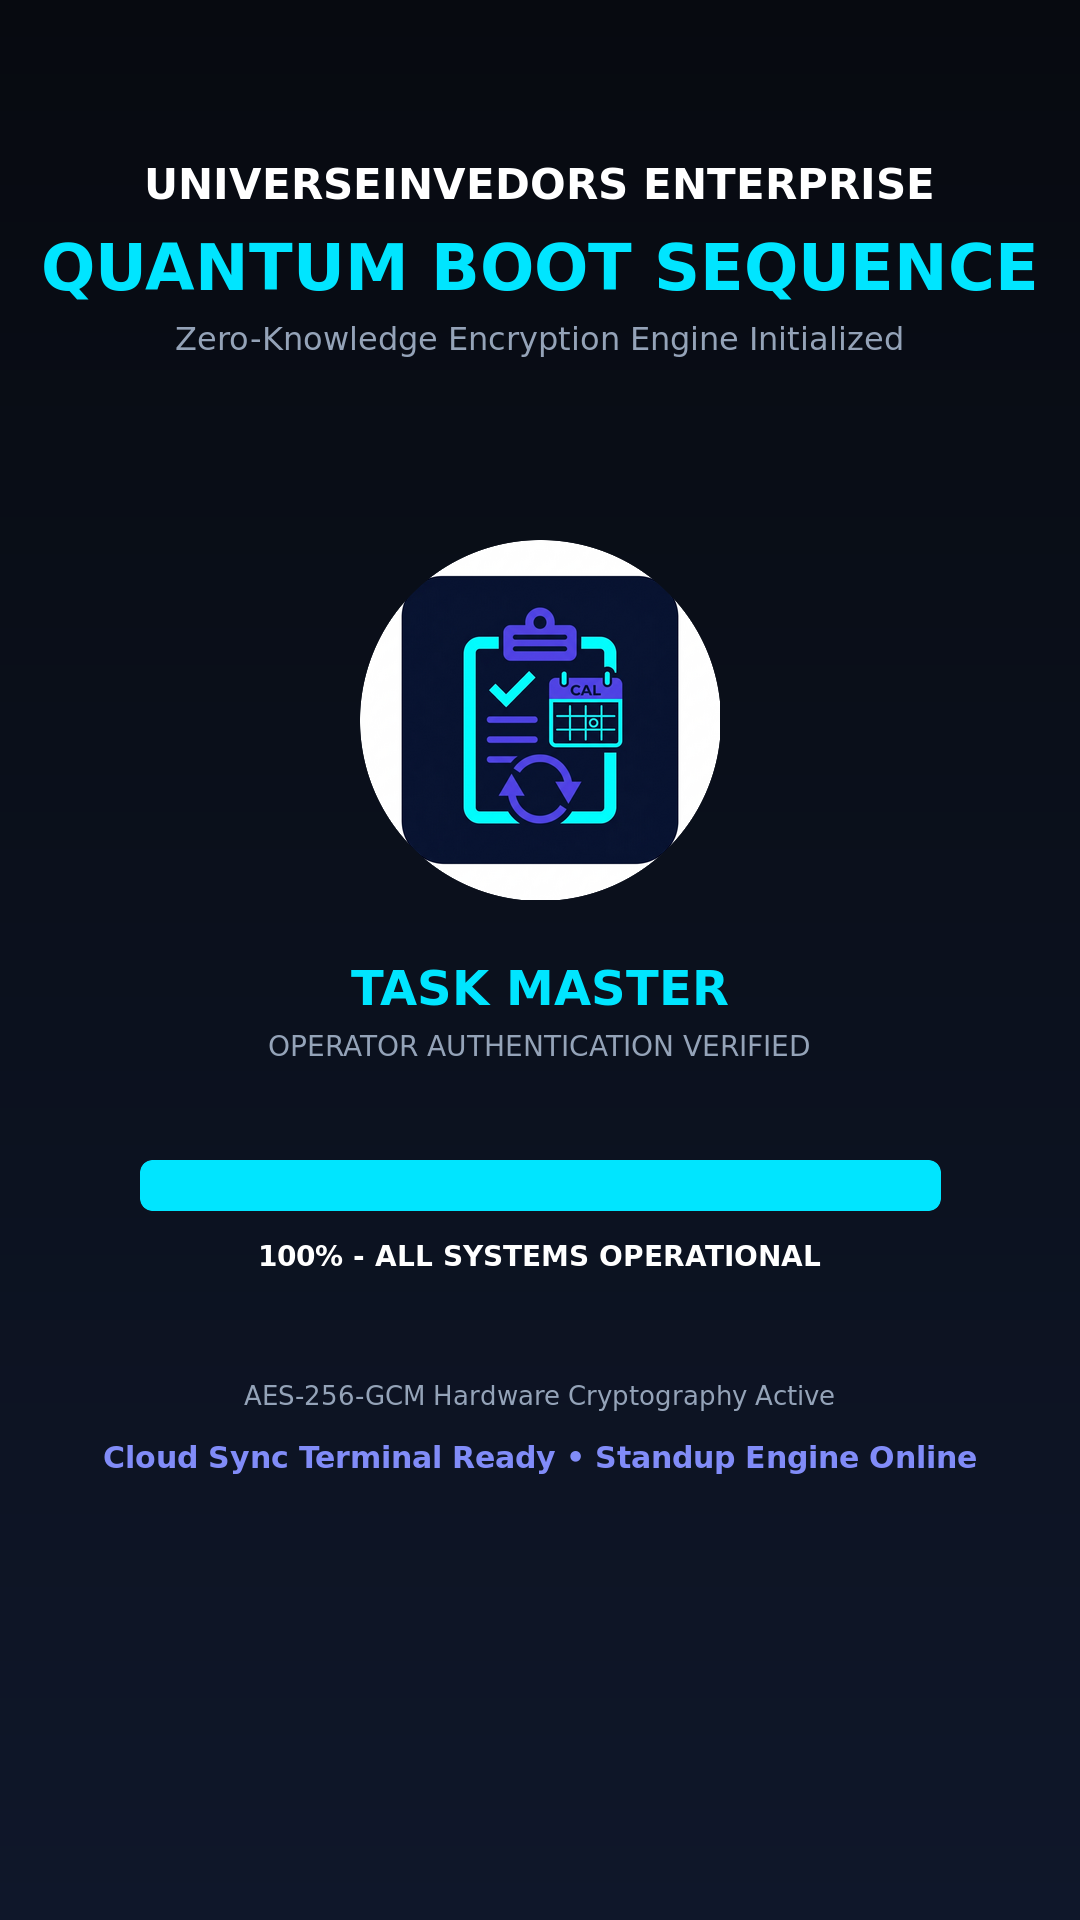 UNIVERSEINVEDORS ENTERPRISE
QUANTUM BOOT SEQUENCE
Zero-Knowledge Encryption Engine Initialized
CAL
TASK MASTER
OPERATOR AUTHENTICATION VERIFIED
100% - ALL SYSTEMS OPERATIONAL
AES-256-GCM Hardware Cryptography Active
Cloud Sync Terminal Ready • Standup Engine Online